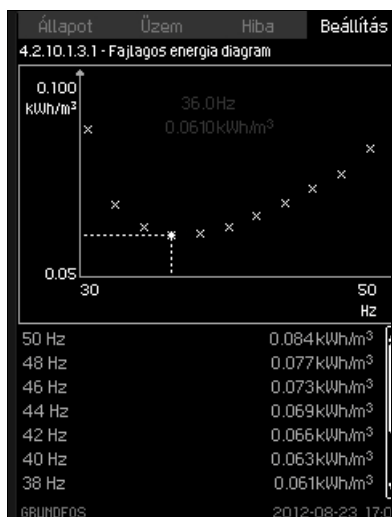 Állapot Üzem Hiba Beállítás
4.2.10.1.3.1 - Fajlagos energia diagram
0.100
kWh/m³
36.0Hz
0.0610kWh/m³
0.05
30 50
Hz
50 Hz 0.084kWh/m³
48 Hz 0.077kWh/m³
46 Hz 0.073kWh/m³
44 Hz 0.069kWh/m³
42 Hz 0.066kWh/m³
40 Hz 0.063kWh/m³
38 Hz 0.061kWh/m³
GRUNDFOS 2012-08-23